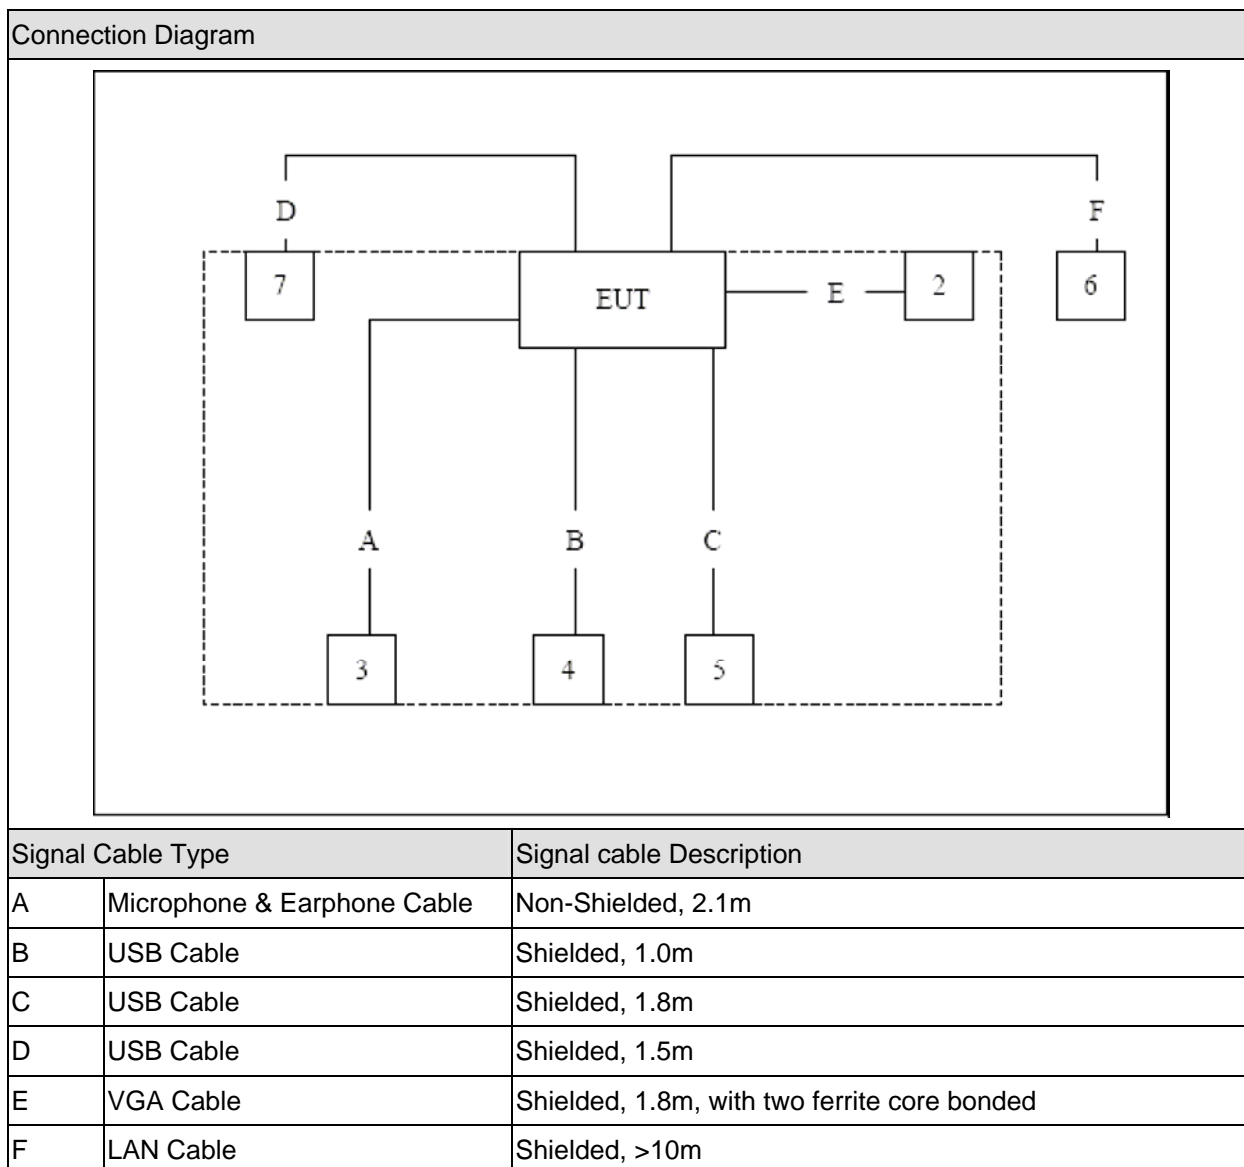 Connection Diagram
D
F
7
EUT
E
2
6
A
B
C
3
4
5
Signal Cable Type
Signal cable Description
A
Microphone & Earphone Cable
Non-Shielded, 2.1m
B
USB Cable
Shielded, 1.0m
C
USB Cable
Shielded, 1.8m
D
USB Cable
Shielded, 1.5m
E
VGA Cable
Shielded, 1.8m, with two ferrite core bonded
F
LAN Cable
Shielded, >10m